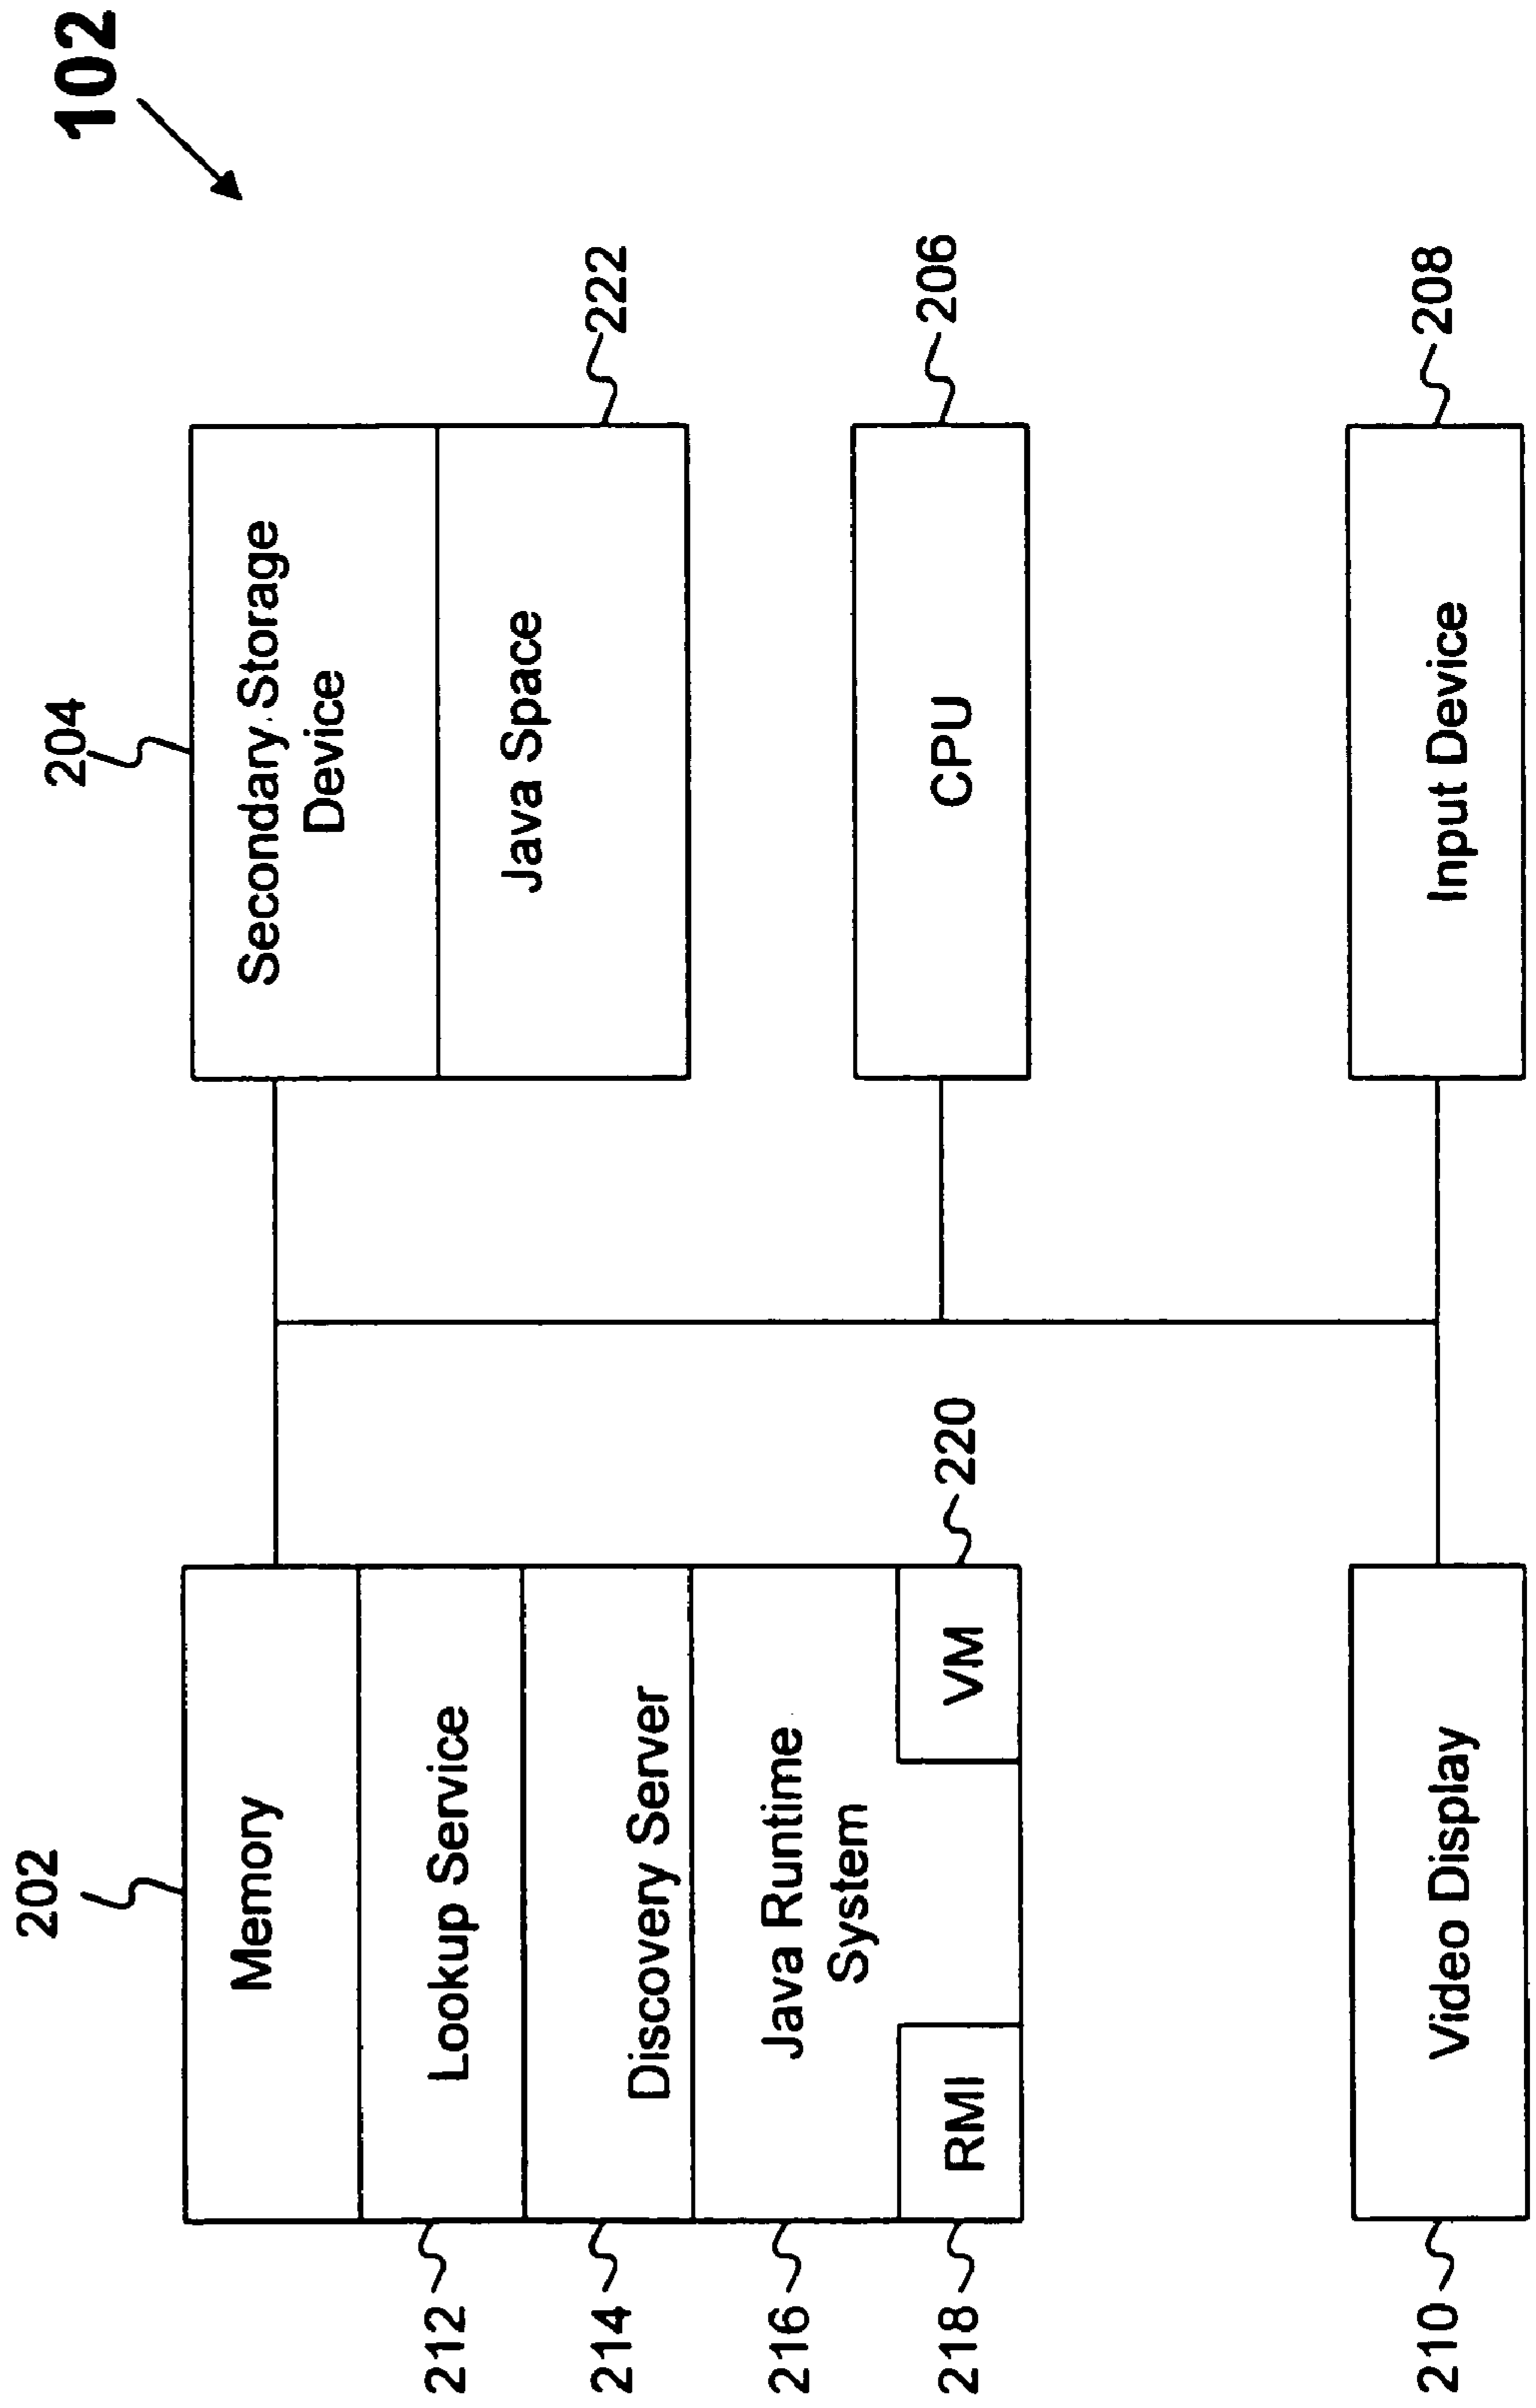 102
202
Memory
212
Lookup Service
214
Discovery Server
216
Java Runtime
System
218
RMI
VM
220
204
Secondary Storage
Device
Java Space
222
CPU
206
210
Video Display
Input Device
208